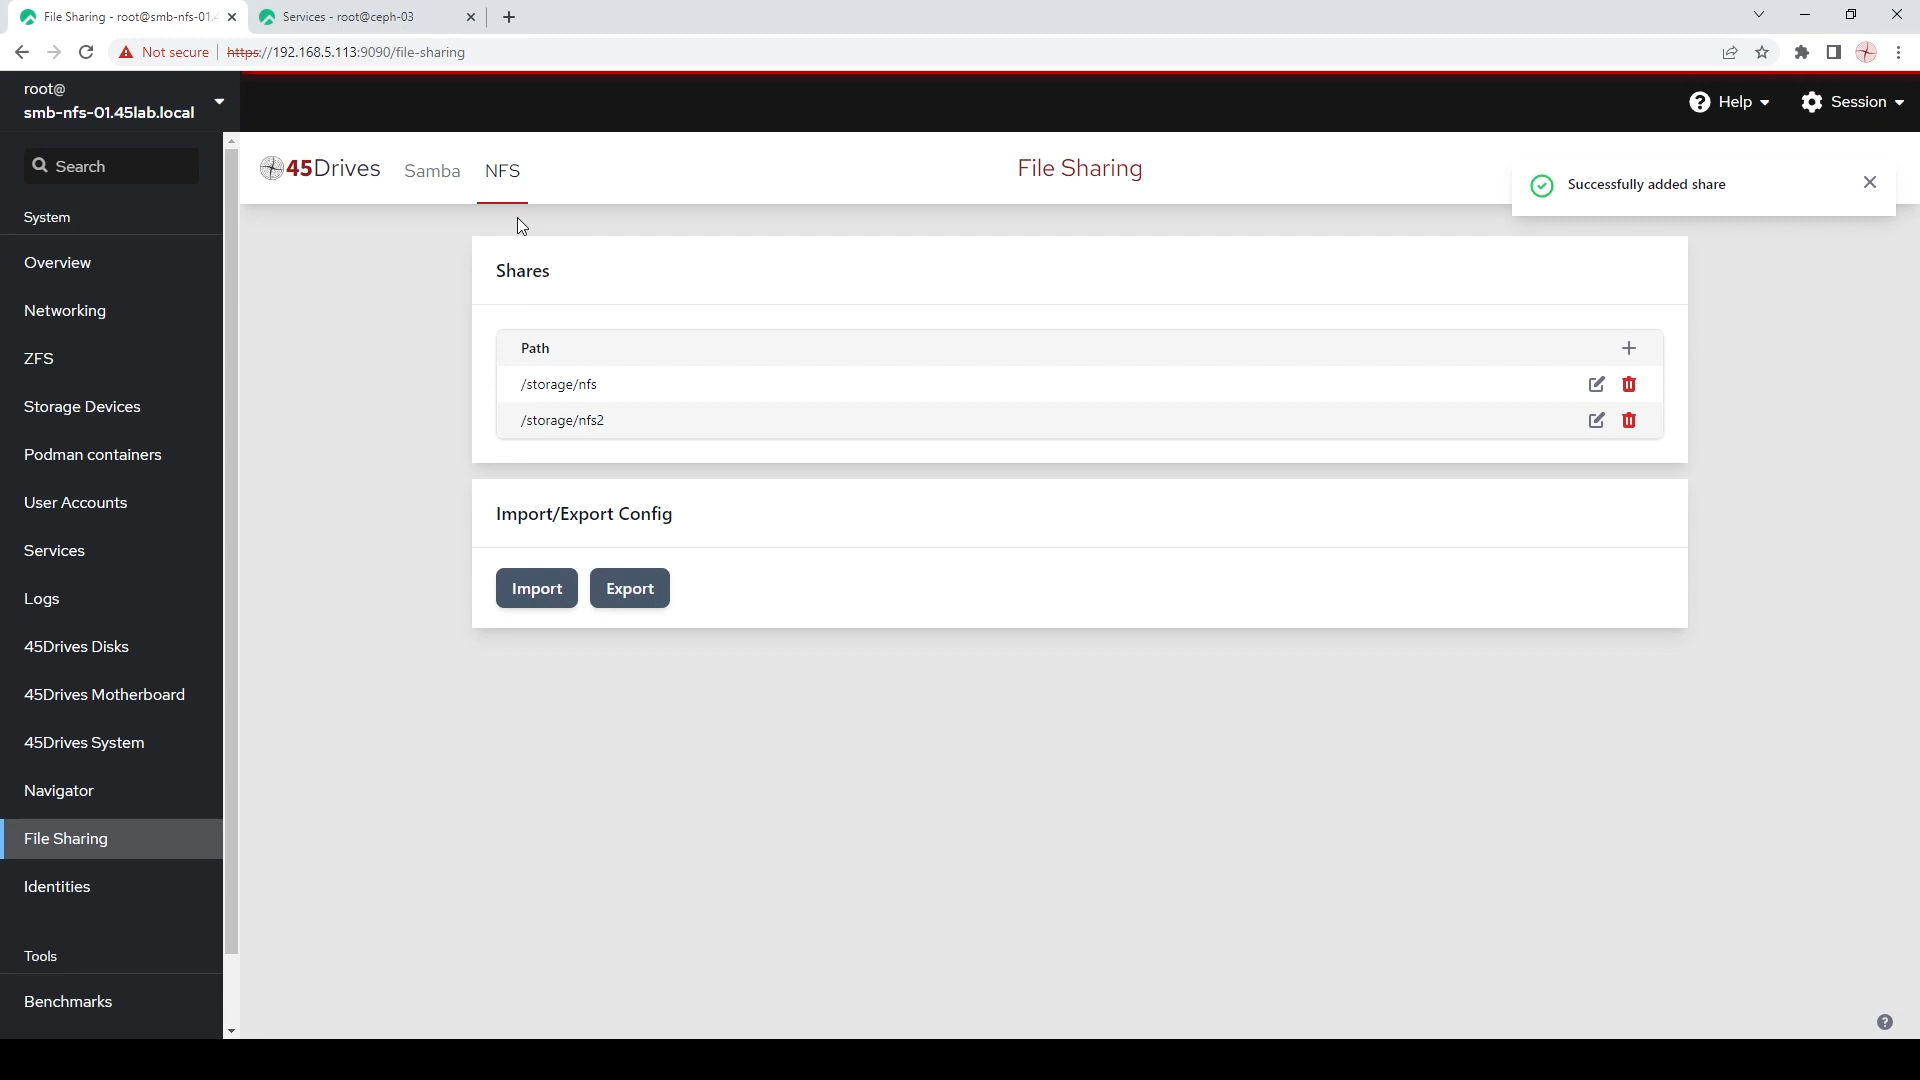 File Sharing - root@smb-nfs-01.
Services - root@ceph-03
Not secure
https://192.168.5.113:9090/file-sharing
root@
smb-nfs-01.45lab.local
Help
Session
Search
45Drives
Samba
NFS
File Sharing
Successfully added share
System
Overview
Networking
ZFS
Storage Devices
Podman containers
User Accounts
Services
Logs
45Drives Disks
45Drives Motherboard
45Drives System
Navigator
File Sharing
Identities
Tools
Benchmarks
Shares
Path
/storage/nfs
/storage/nfs2
Import/Export Config
Import
Export